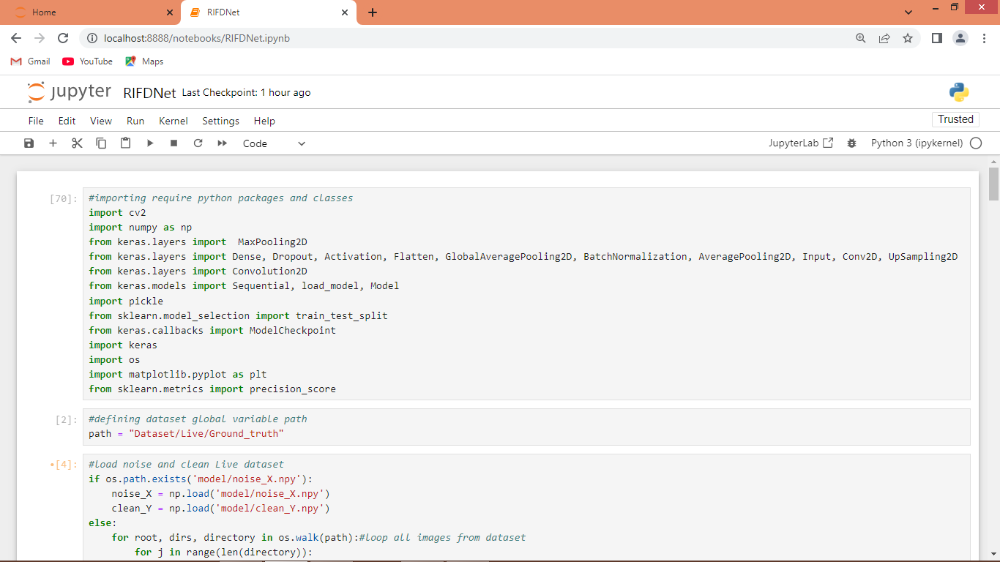 Home
RIFDNet
localhost:8888/notebooks/RIFDNet.ipynb
Gmail YouTube Maps
jupyter RIFDNet Last Checkpoint: 1 hour ago
File Edit View Run Kernel Settings Help
Trusted
Code
JupyterLab
Python 3 (ipykernel)
[70]:
#importing require python packages and classes
import cv2
import numpy as np
from keras.layers import  MaxPooling2D
from keras.layers import Dense, Dropout, Activation, Flatten, GlobalAveragePooling2D, BatchNormalization, AveragePooling2D, Input, Conv2D, UpSampling2D
from keras.layers import Convolution2D
from keras.models import Sequential, load_model, Model
import pickle
from sklearn.model_selection import train_test_split
from keras.callbacks import ModelCheckpoint
import keras
import os
import matplotlib.pyplot as plt
from sklearn.metrics import precision_score
[2]:
#defining dataset global variable path
path = "Dataset/Live/Ground_truth"
•[4]:
#load noise and clean Live dataset
if os.path.exists('model/noise_X.npy'):
    noise_X = np.load('model/noise_X.npy')
    clean_Y = np.load('model/clean_Y.npy')
else:
    for root, dirs, directory in os.walk(path):#loop all images from dataset
        for j in range(len(directory)):